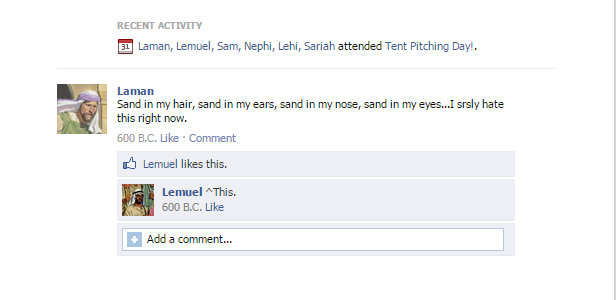 RECENT ACTIVITY
31 Laman, Lemuel, Sam, Nephi, Lehi, Sariah attended Tent Pitching Day!.
Laman
Sand in my hair, sand in my ears, sand in my nose, sand in my eyes...I srsly hate
this right now.
600 B.C. Like · Comment
Lemuel likes this.
Lemuel ^This.
600 B.C. Like
Add a comment...